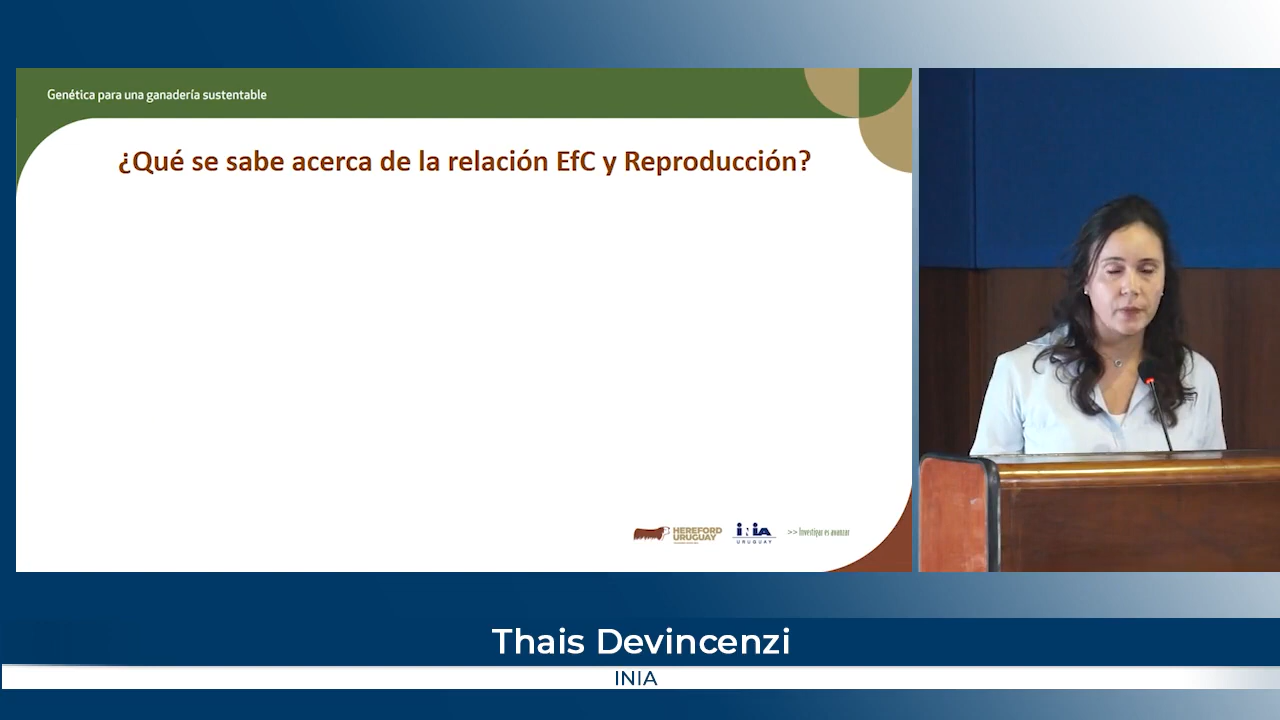 Genética para una ganadería sustentable
¿Qué se sabe acerca de la relación EfC y Reproducción?
HEREFORD
URUGUAY
INIA
URUGUAY
>> Investigar es avanzar
Thais Devincenzi
INIA